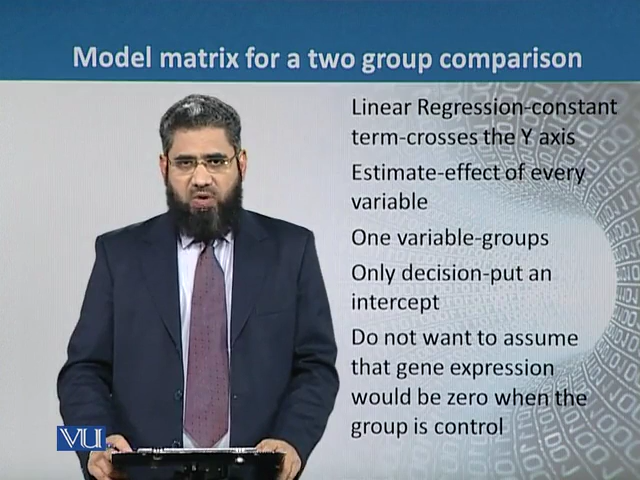 Model matrix for a two group comparison
Linear Regression-constant
term-crosses the Y axis
Estimate-effect of every
variable
One variable-groups
Only decision-put an
intercept
Do not want to assume
that gene expression
would be zero when the
group is control
VU